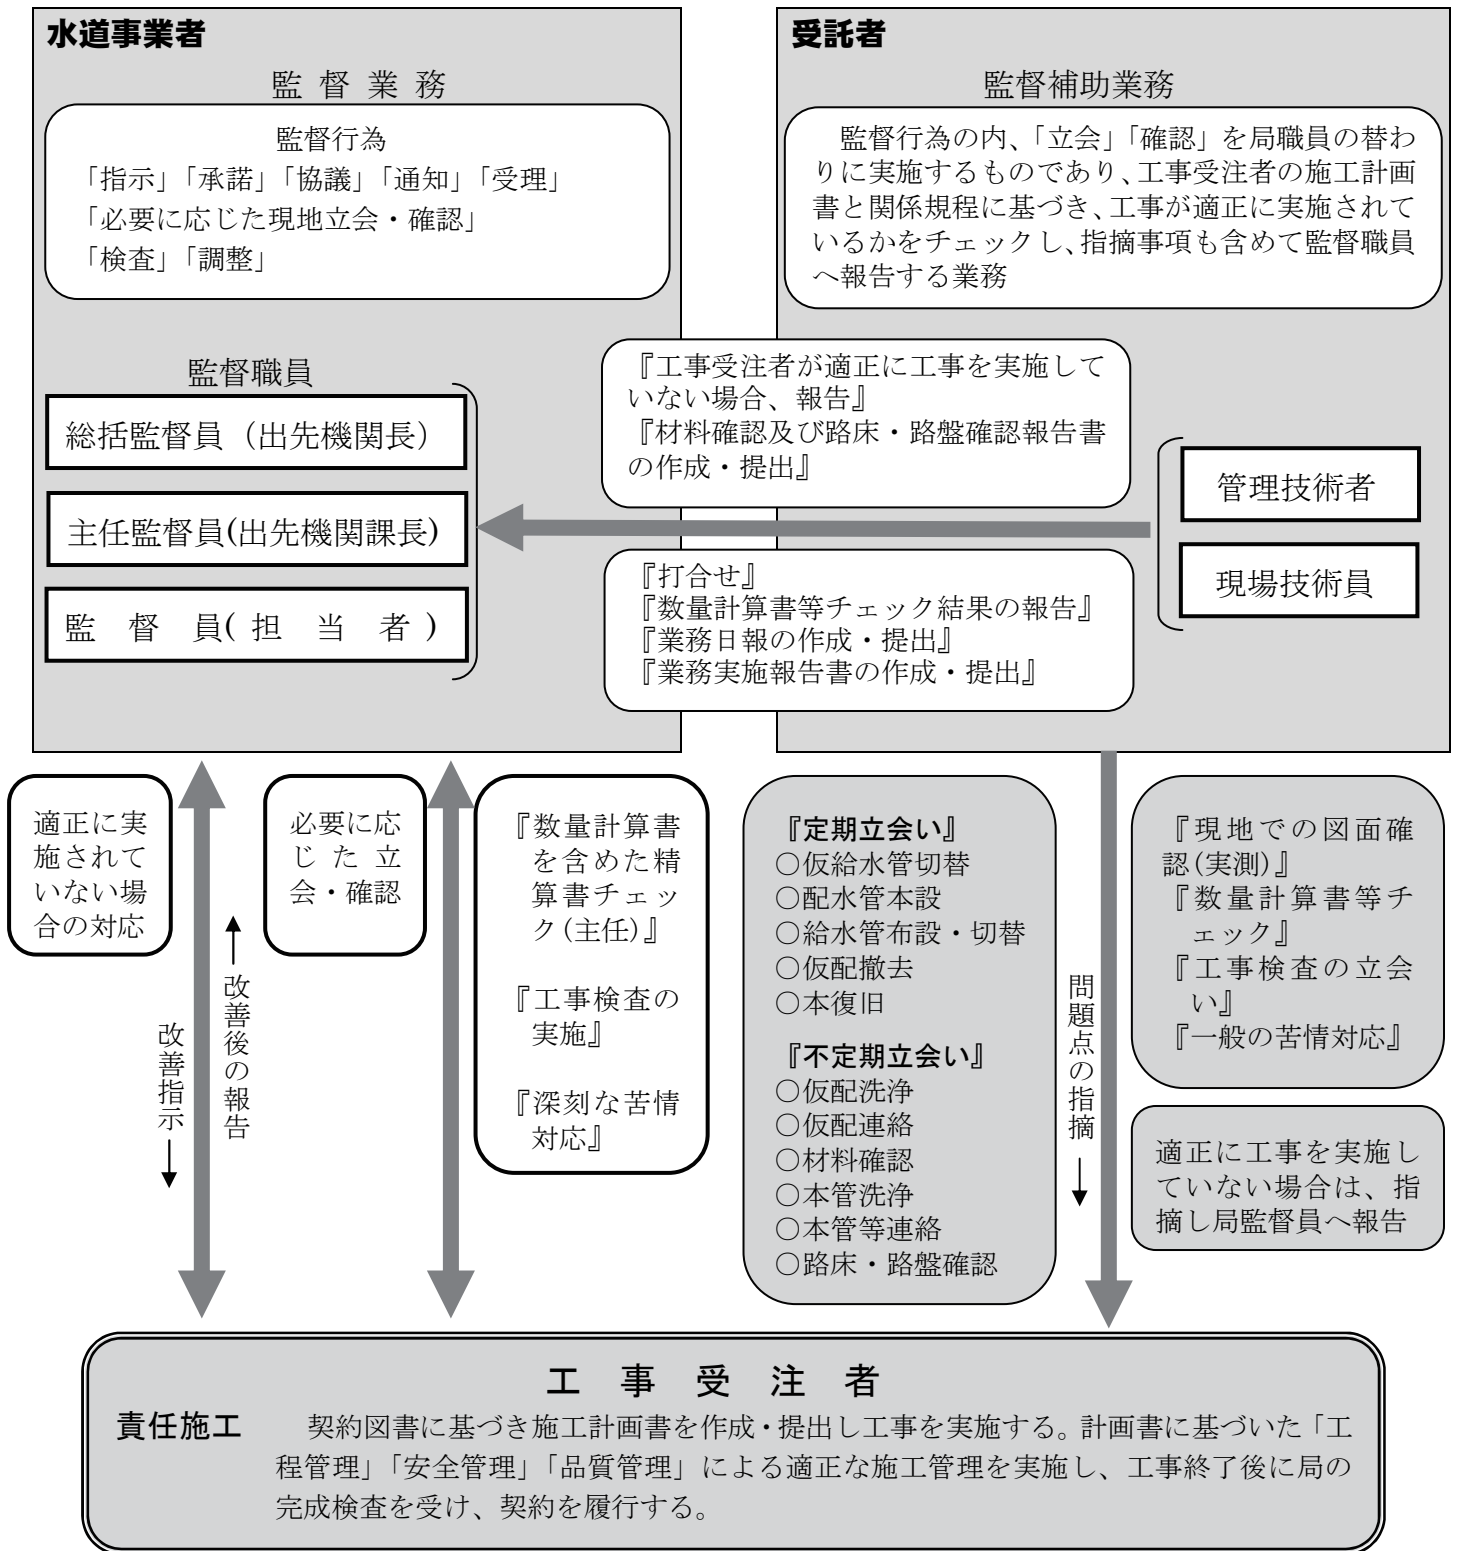 水道事業者
監督業務
監督行為
「指示」「承諾」「協議」「通知」「受理」
「必要に応じた現地立会・確認」
「検査」「調整」
監督職員
総括監督員（出先機関長）
主任監督員(出先機関課長)
監　督　員(担　当　者)
受託者
監督補助業務
監督行為の内、「立会」「確認」を局職員の替わ
りに実施するものであり、工事受注者の施工計画
書と関係規程に基づき、工事が適正に実施されて
いるかをチェックし、指摘事項も含めて監督職員
へ報告する業務
『工事受注者が適正に工事を実施して
いない場合、報告』
『材料確認及び路床・路盤確認報告書
の作成・提出』
管理技術者
現場技術員
『打合せ』
『数量計算書等チェック結果の報告』
『業務日報の作成・提出』
『業務実施報告書の作成・提出』
適正に実
施されて
いない場
合の対応
改善指示
改善後の報告
必要に応
じた立
会・確認
『数量計算書
を含めた精
算書チェッ
ク(主任)』
『工事検査の
実施』
『深刻な苦情
対応』
『定期立会い』
○仮給水管切替
○配水管本設
○給水管布設・切替
○仮配撤去
○本復旧
『不定期立会い』
○仮配洗浄
○仮配連絡
○材料確認
○本管洗浄
○本管等連絡
○路床・路盤確認
問題点の指摘
『現地での図面確
認(実測)』
『数量計算書等チ
ェック』
『工事検査の立会
い』
『一般の苦情対応』
適正に工事を実施し
ていない場合は、指
摘し局監督員へ報告
工　事　受　注　者
責任施工　契約図書に基づき施工計画書を作成・提出し工事を実施する。計画書に基づいた「工
程管理」「安全管理」「品質管理」による適正な施工管理を実施し、工事終了後に局の
完成検査を受け、契約を履行する。